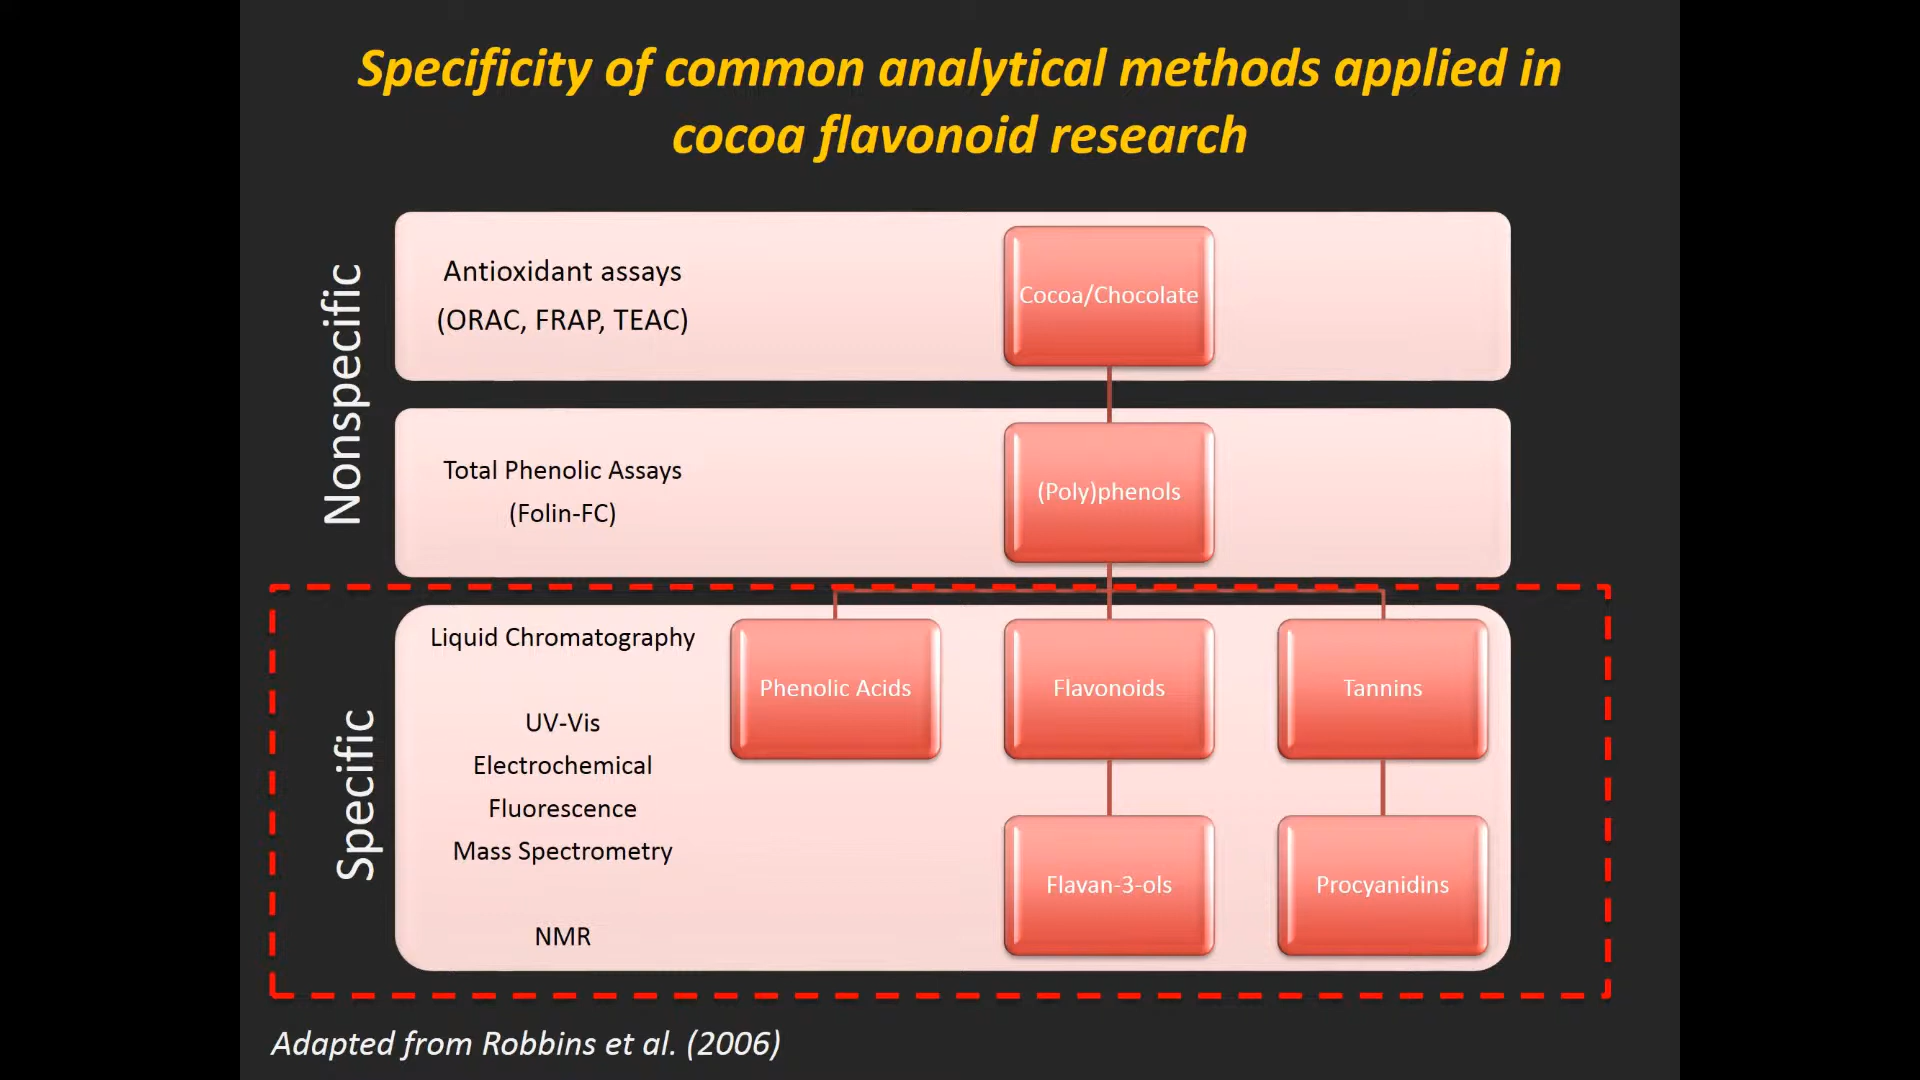 Specificity of common analytical methods applied in
cocoa flavonoid research
Nonspecific
Antioxidant assays
(ORAC, FRAP, TEAC)
Cocoa/Chocolate
Total Phenolic Assays
(Folin-FC)
(Poly)phenols
Specific
Liquid Chromatography
UV-Vis
Electrochemical
Fluorescence
Mass Spectrometry
NMR
Phenolic Acids
Flavonoids
Tannins
Flavan-3-ols
Procyanidins
Adapted from Robbins et al. (2006)